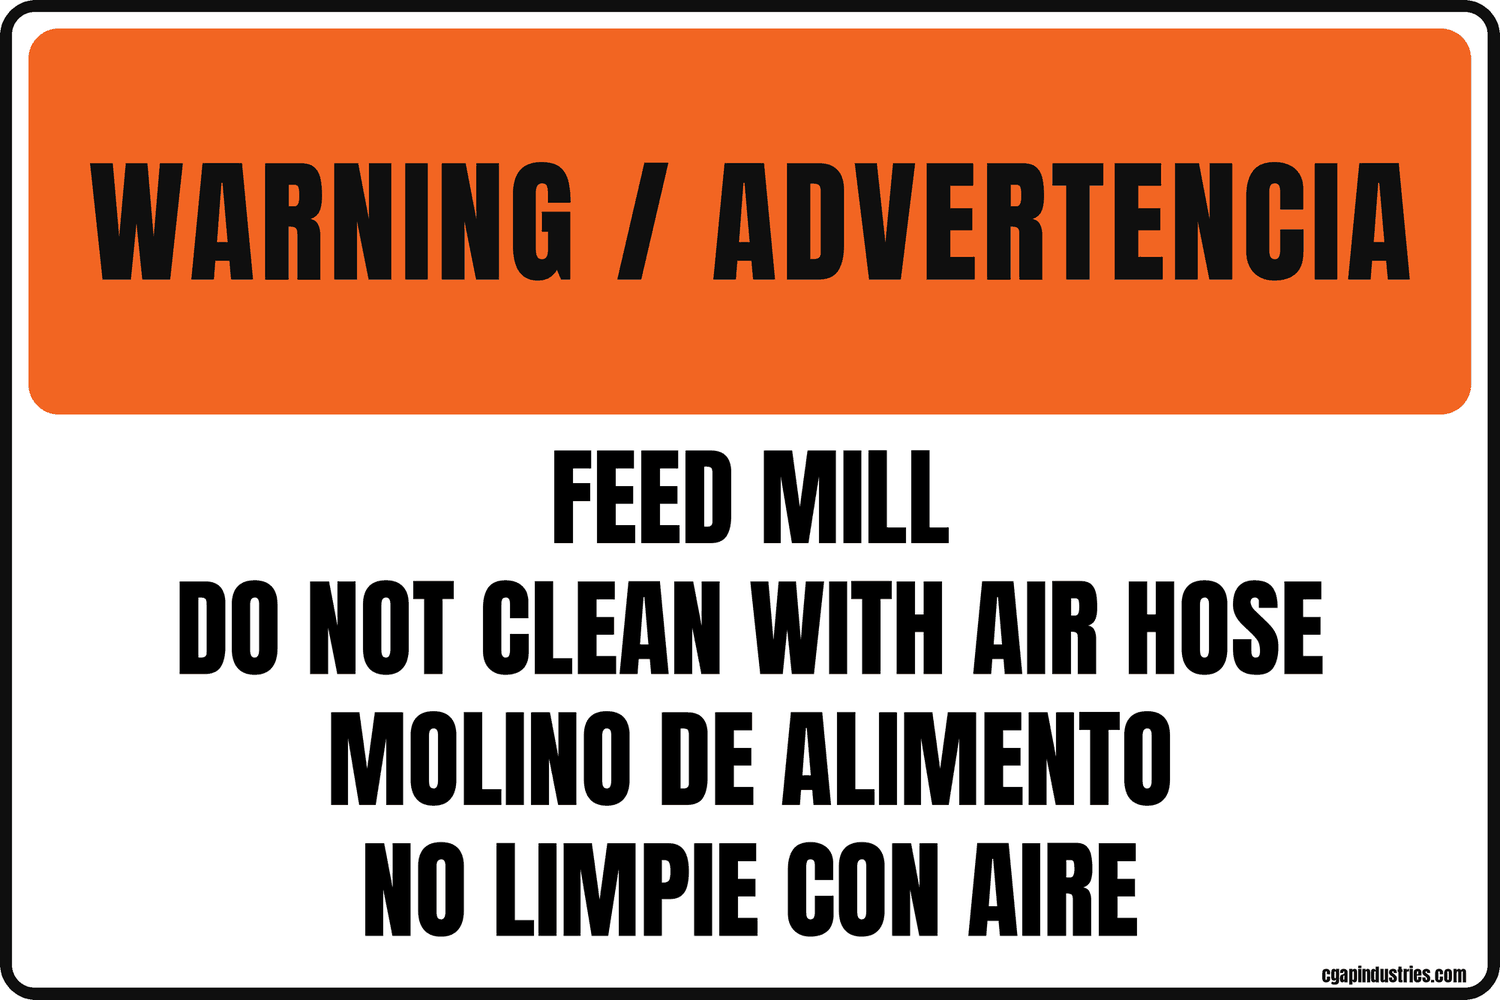 WARNING / ADVERTENCIA
FEED MILL
DO NOT CLEAN WITH AIR HOSE
MOLINO DE ALIMENTO
NO LIMPIE CON AIRE
cgapindustries.com